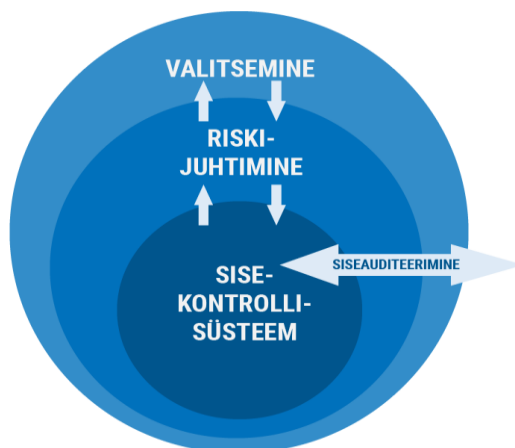 VALITSEMINE
RISKI-
JUHTIMINE
SISEAUDITEERIMINE
SISE-
KONTROLLI-
SÜSTEEM